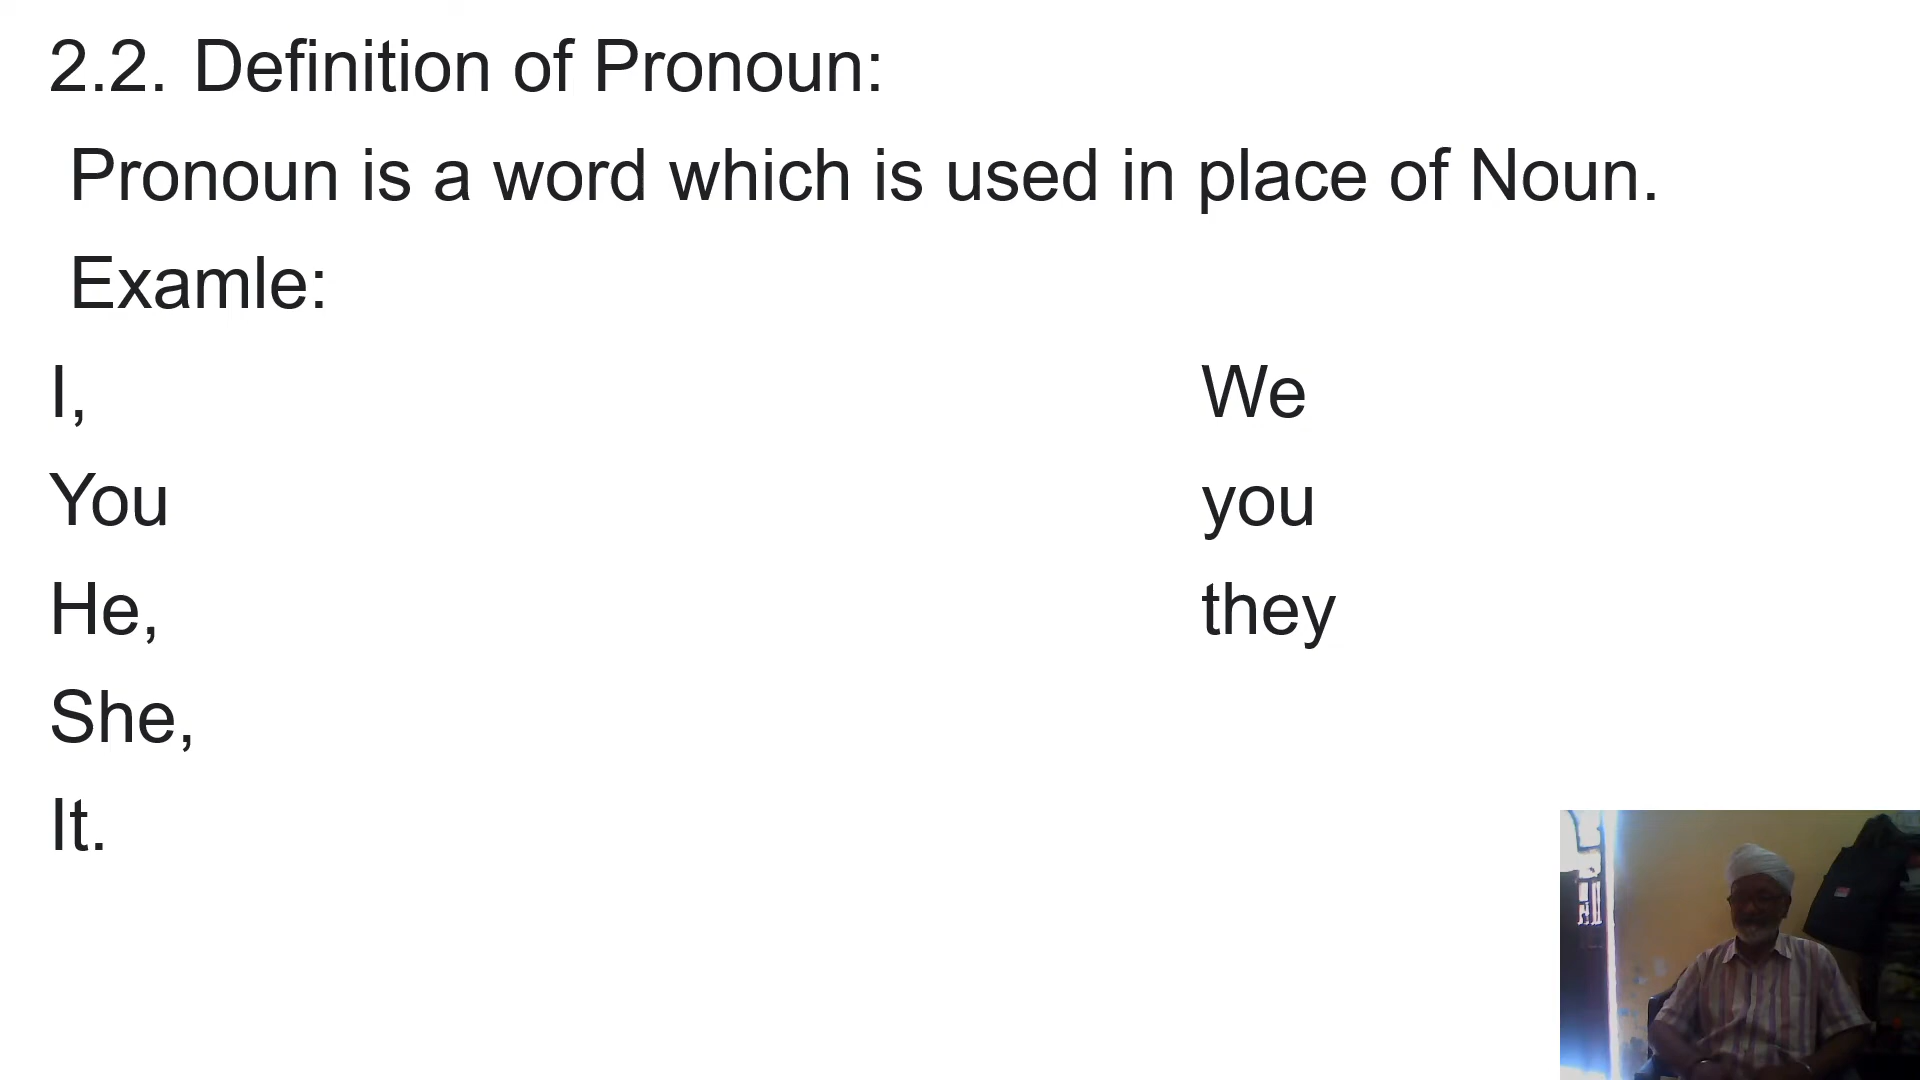 2.2. Definition of Pronoun:
Pronoun is a word which is used in place of Noun.
Examle:
I, We
You you
He, they
She,
It.